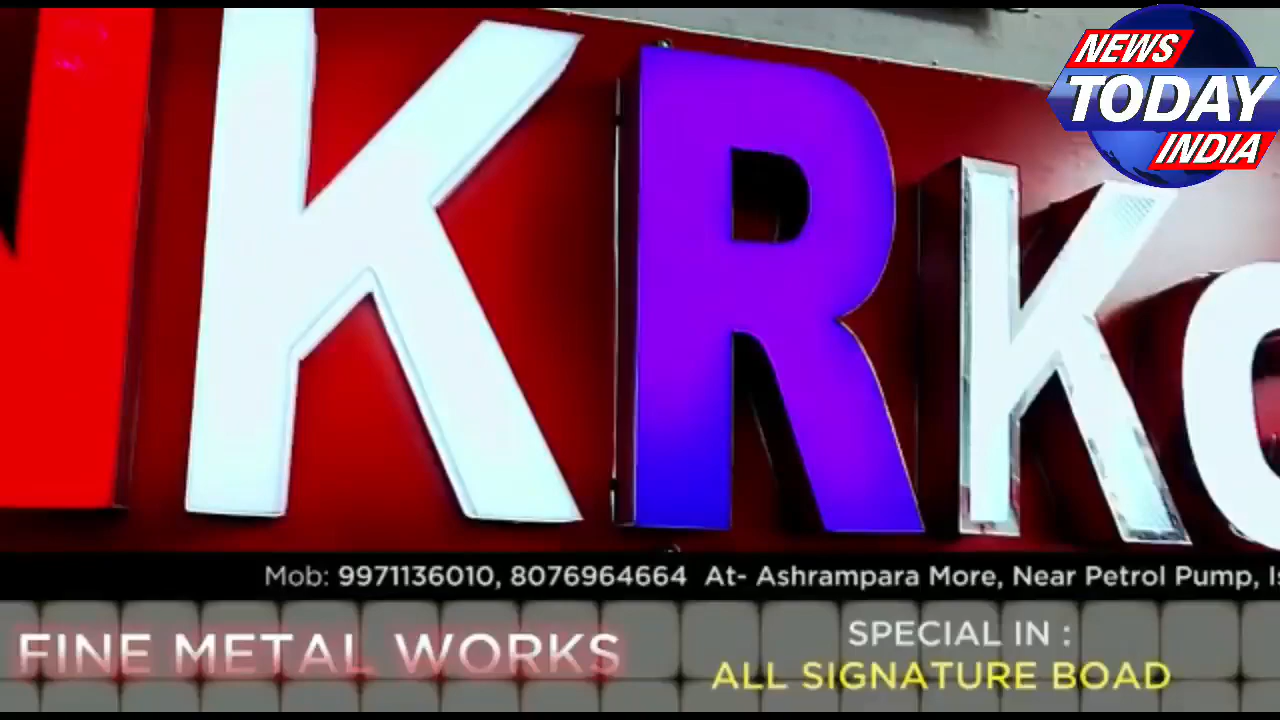 NEWS
TODAY
INDIA
K R K
Mob: 9971136010, 8076964664 At- Ashrampara More, Near Petrol Pump,
FINE METAL WORKS
SPECIAL IN :
ALL SIGNATURE BOAD